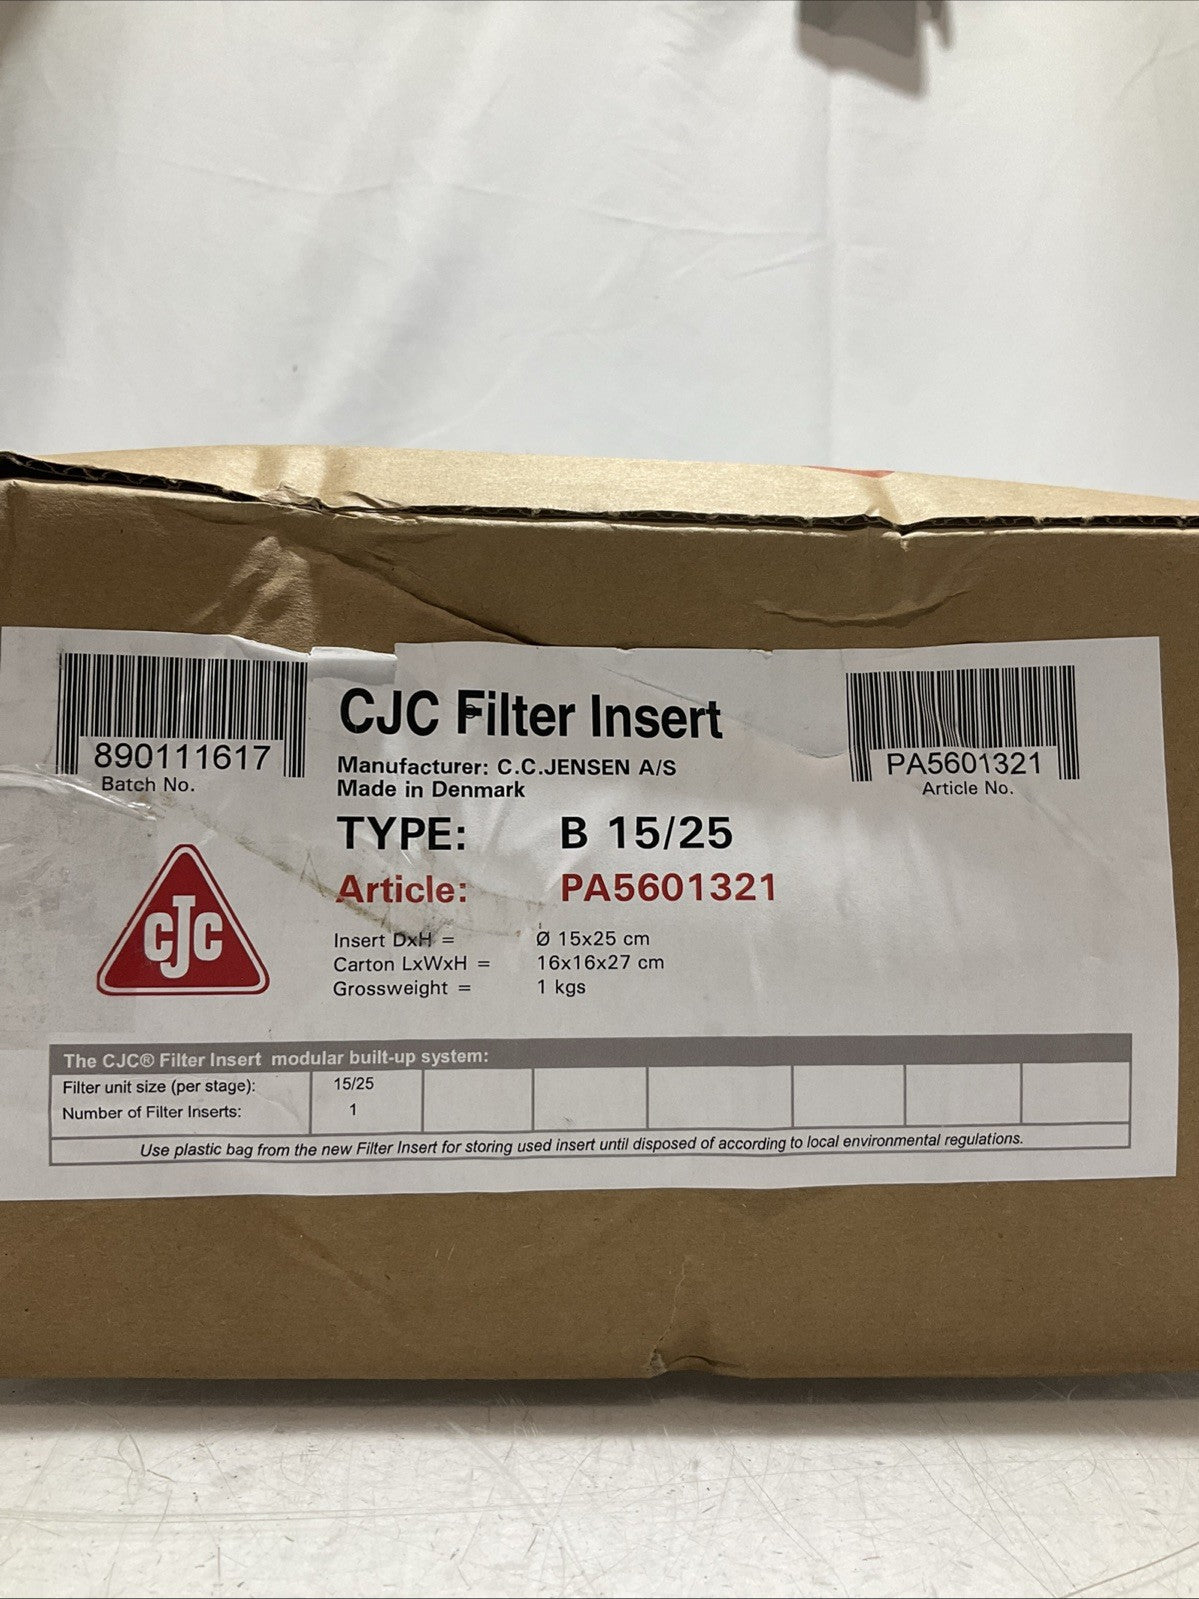 890111617
Batch No.
CJC Filter Insert
Manufacturer: C.C.JENSEN A/S
Made in Denmark
PA5601321
Article No.
TYPE: B 15/25
Article: PA5601321
CJC
Insert DxH = Ø 15x25 cm
Carton LxWxH = 16x16x27 cm
Grossweight = 1 kgs
The CJC® Filter Insert modular built-up system:
Filter unit size (per stage): 15/25
Number of Filter Inserts: 1
Use plastic bag from the new Filter Insert for storing used insert until disposed of according to local environmental regulations.